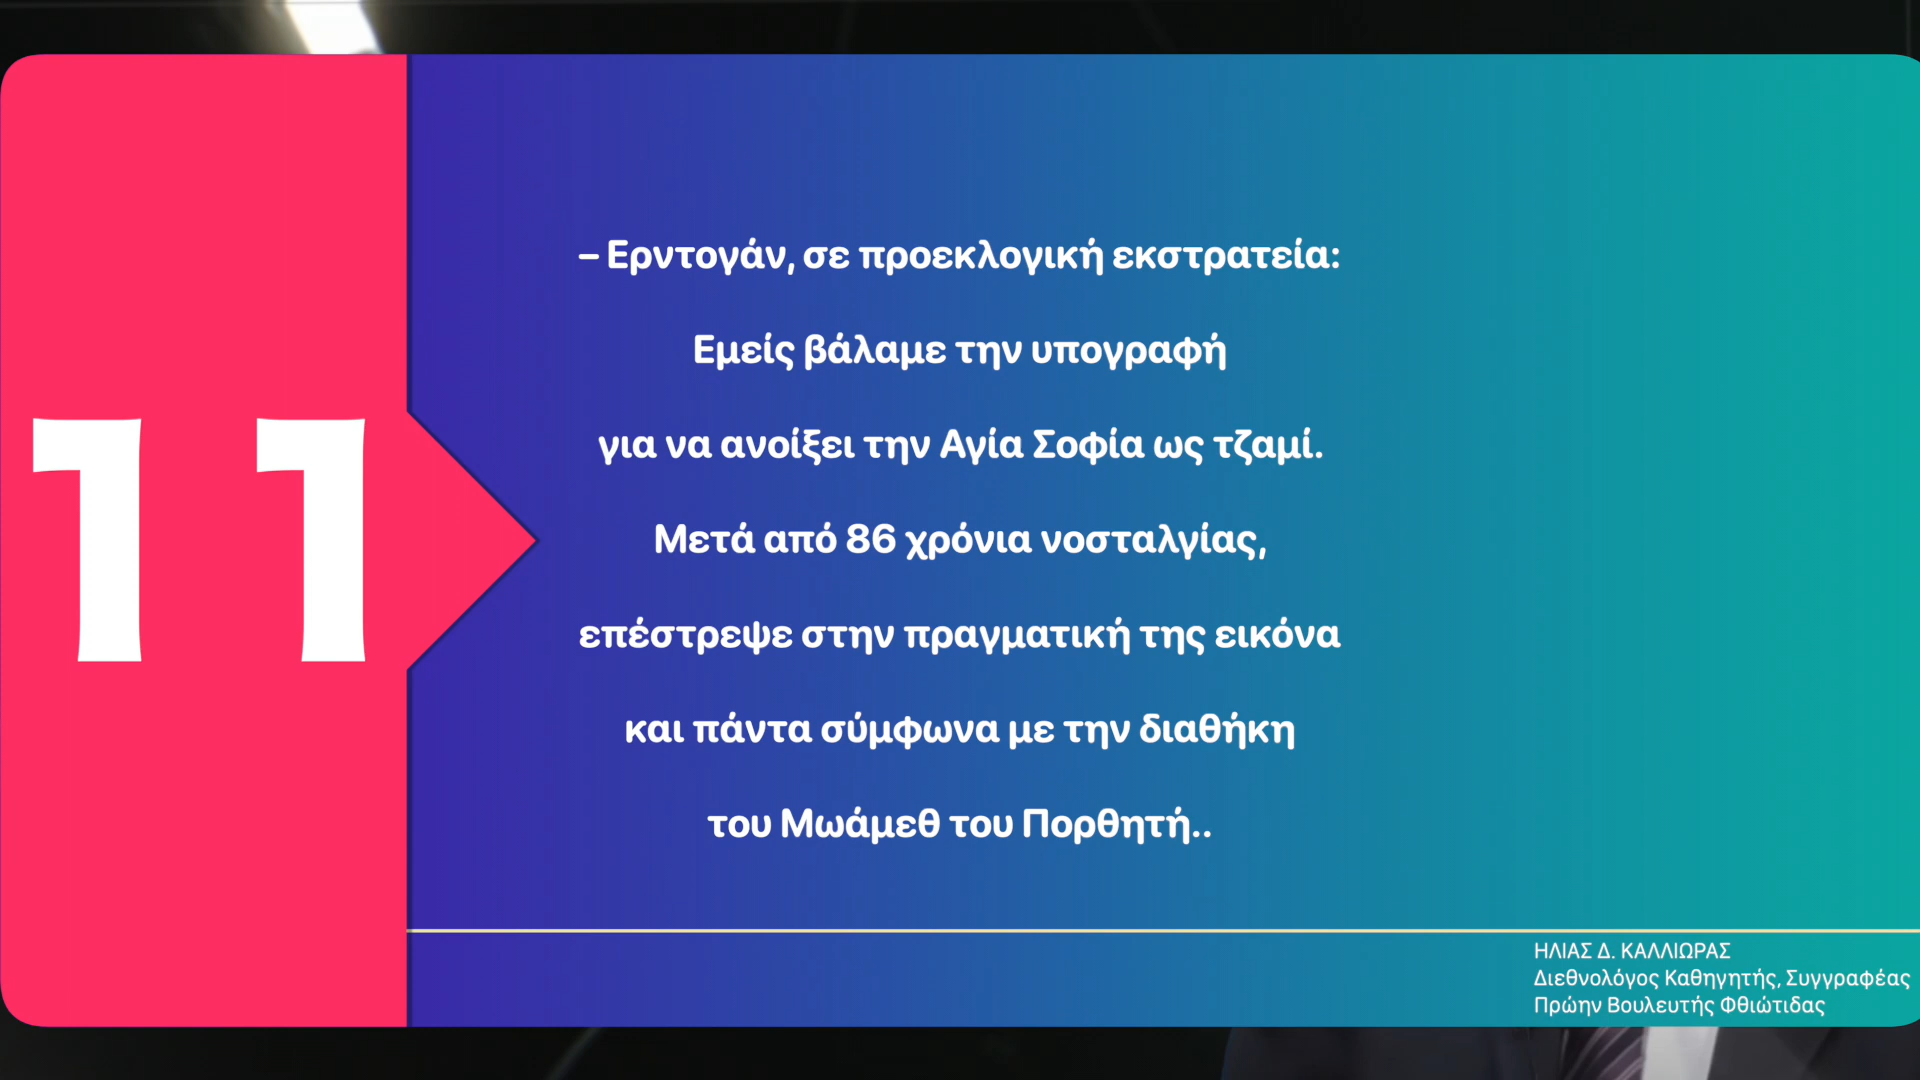 11
– Ερντογάν, σε προεκλογική εκστρατεία:
Εμείς βάλαμε την υπογραφή
για να ανοίξει την Αγία Σοφία ως τζαμί.
Μετά από 86 χρόνια νοσταλγίας,
επέστρεψε στην πραγματική της εικόνα
και πάντα σύμφωνα με την διαθήκη
του Μωάμεθ του Πορθητή..
ΗΛΙΑΣ Δ. ΚΑΛΛΙΩΡΑΣ
Διεθνολόγος Καθηγητής, Συγγραφέας
Πρώην Βουλευτής Φθιώτιδας